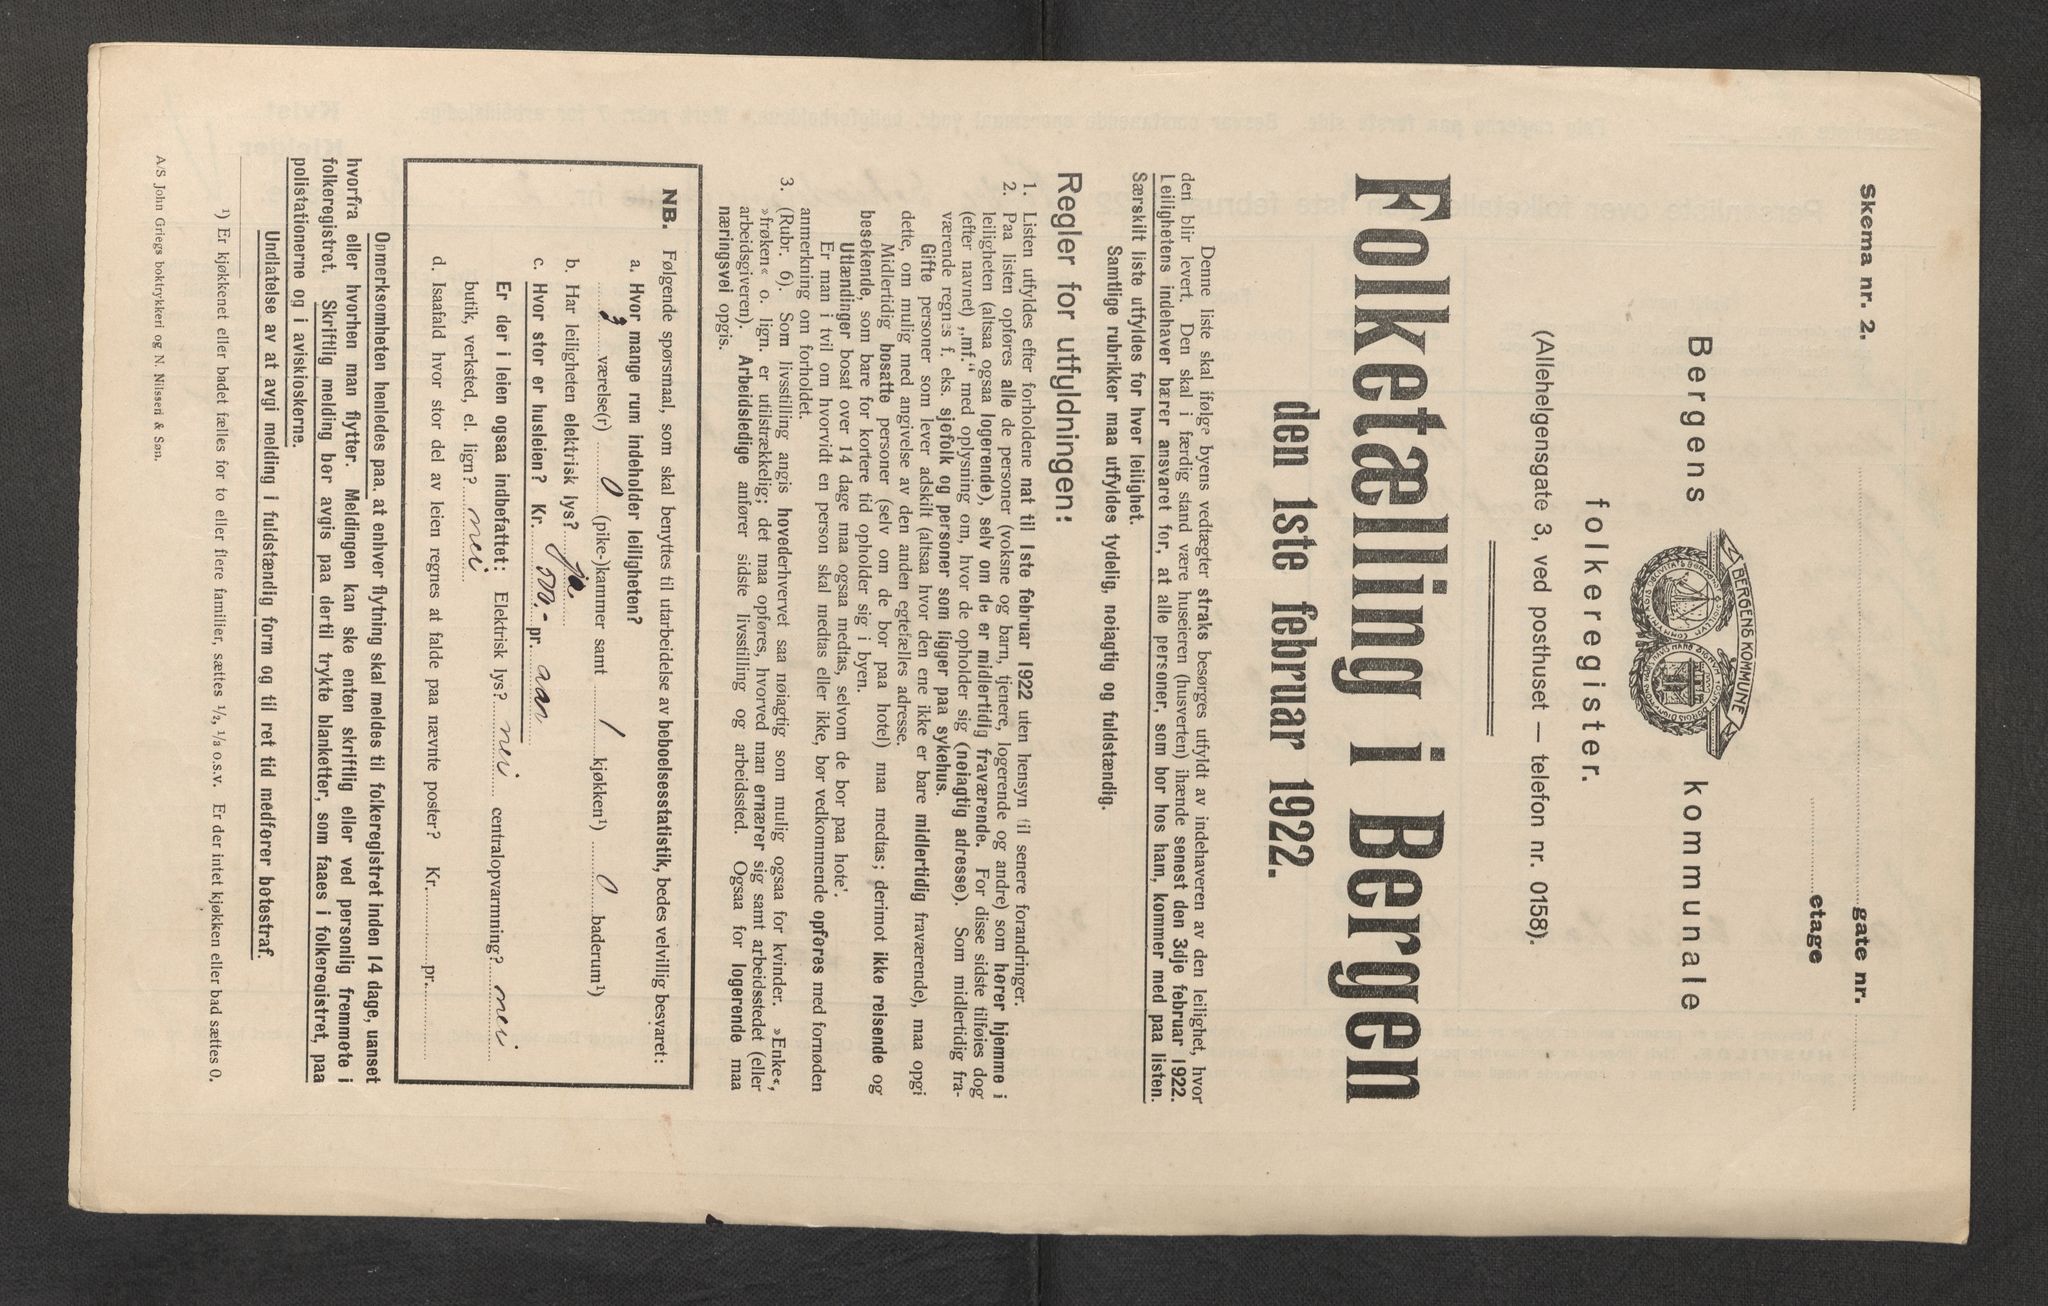 Skema nr. 2,
gate nr.
etage
Bergens kommunale
BERGENS KOMMUNE
folkeregister.
(Allehelgensgate 3, ved posthuset — telefon nr. 0158).
Folketælling i Bergen
den 1ste februar 1922.
Denne liste skal ifølge byens vedtægter straks besørges utfyldt av indehaveren av den leilighet, hvor
den blir levert. Den skal i færdig stand være huseieren (husverten) ihænde senest den 3dje februar 1922.
Leilighetens indehaver bærer ansvaret for, at alle personer, som bor hos ham, kommer med paa listen.
Særskilt liste utfyldes for hver leilighet.
Samtlige rubrikker maa utfyldes tydelig, nøiagtig og fuldstændig.
Regler for utfyldningen:
1. Listen utfyldes efter forholdene nat til 1ste februar 1922 uten hensyn til senere forandringer.
2. Paa listen opføres alle de personer (voksne og barn, tjenere, logerende og andre) som hører hjemme i
leiligheten (altsaa ogsaa logerende), selv om de er midlertidig fraværende. For disse sidste tilføies dog
(efter navnet) „mf.“ med oplysning om, hvor de opholder sig (nøiagtig adresse). Som midlertidig fra-
værende regnes f. eks. sjøfolk og personer som ligger paa sykehus.
Gifte personer som lever adskilt (altsaa hvor den ene ikke er bare midlertidig fraværende), maa opgi
dette, om mulig med angivelse av den anden egtefælles adresse.
Midlertidig bosatte personer (selv om de bor paa hotel) maa medtas; derimot ikke reisende og
besøkende, som bare for kortere tid opholder sig i byen.
Utlændinger bosat over 14 dage maa ogsaa medtas, selvom de bor paa hotel.
Er man i tvil om hvorvidt en person skal medtas eller ikke, bør vedkommende opføres med fornøden
anmerkning om forholdet.
3. (Rubr. 6). Som livsstilling angis hovederhvervet saa nøiagtig som mulig ogsaa for kvinder. »Enke«,
»frøken« o. lign. er utilstrækkelig; det maa opføres, hvorved man ernærer sig samt arbeidsstedet (eller
arbeidsgiveren). Arbeidsledige anfører sidste livsstilling og arbeidssted. Ogsaa for logerende maa
næringsvei opgis.
NB. Følgende spørsmaal, som skal benyttes til utarbeidelse av beboelsesstatistik, bedes velvillig besvaret:
a. Hvor mange rum indeholder leiligheten?
3 værelse(r) 0 (pike-)kammer samt 1 kjøkken¹) 0 baderum¹)
b. Har leiligheten elektrisk lys? ja
c. Hvor stor er husleien? Kr. 500.- pr. aar
Er der i leien ogsaa indbefattet: Elektrisk lys? nei centralopvarmning? nei
butik, verksted, el. lign? nei
d. Isaafald hvor stor del av leien regnes at falde paa nævnte poster? Kr. pr.
Opmerksomheten henledes paa, at enhver flytning skal meldes til folkeregistret inden 14 dage, uanset
hvorfra eller hvorhen man flytter. Meldingen kan ske enten skriftlig eller ved personlig fremmøte i
folkeregistret. Skriftlig melding bør avgis paa dertil trykte blanketter, som faaes i folkeregistret, paa
polistationerne og i aviskioskerne.
Undlatelse av at avgi melding i fuldstændig form og til ret tid medfører bøtestraf.
¹) Er kjøkkenet eller badet fælles for to eller flere familier, sættes ¹/₂, ¹/₃ o.s.v. Er der intet kjøkken eller bad sættes 0.
A/S John Griegs boktrykkeri og N. Nilssen & Søn.